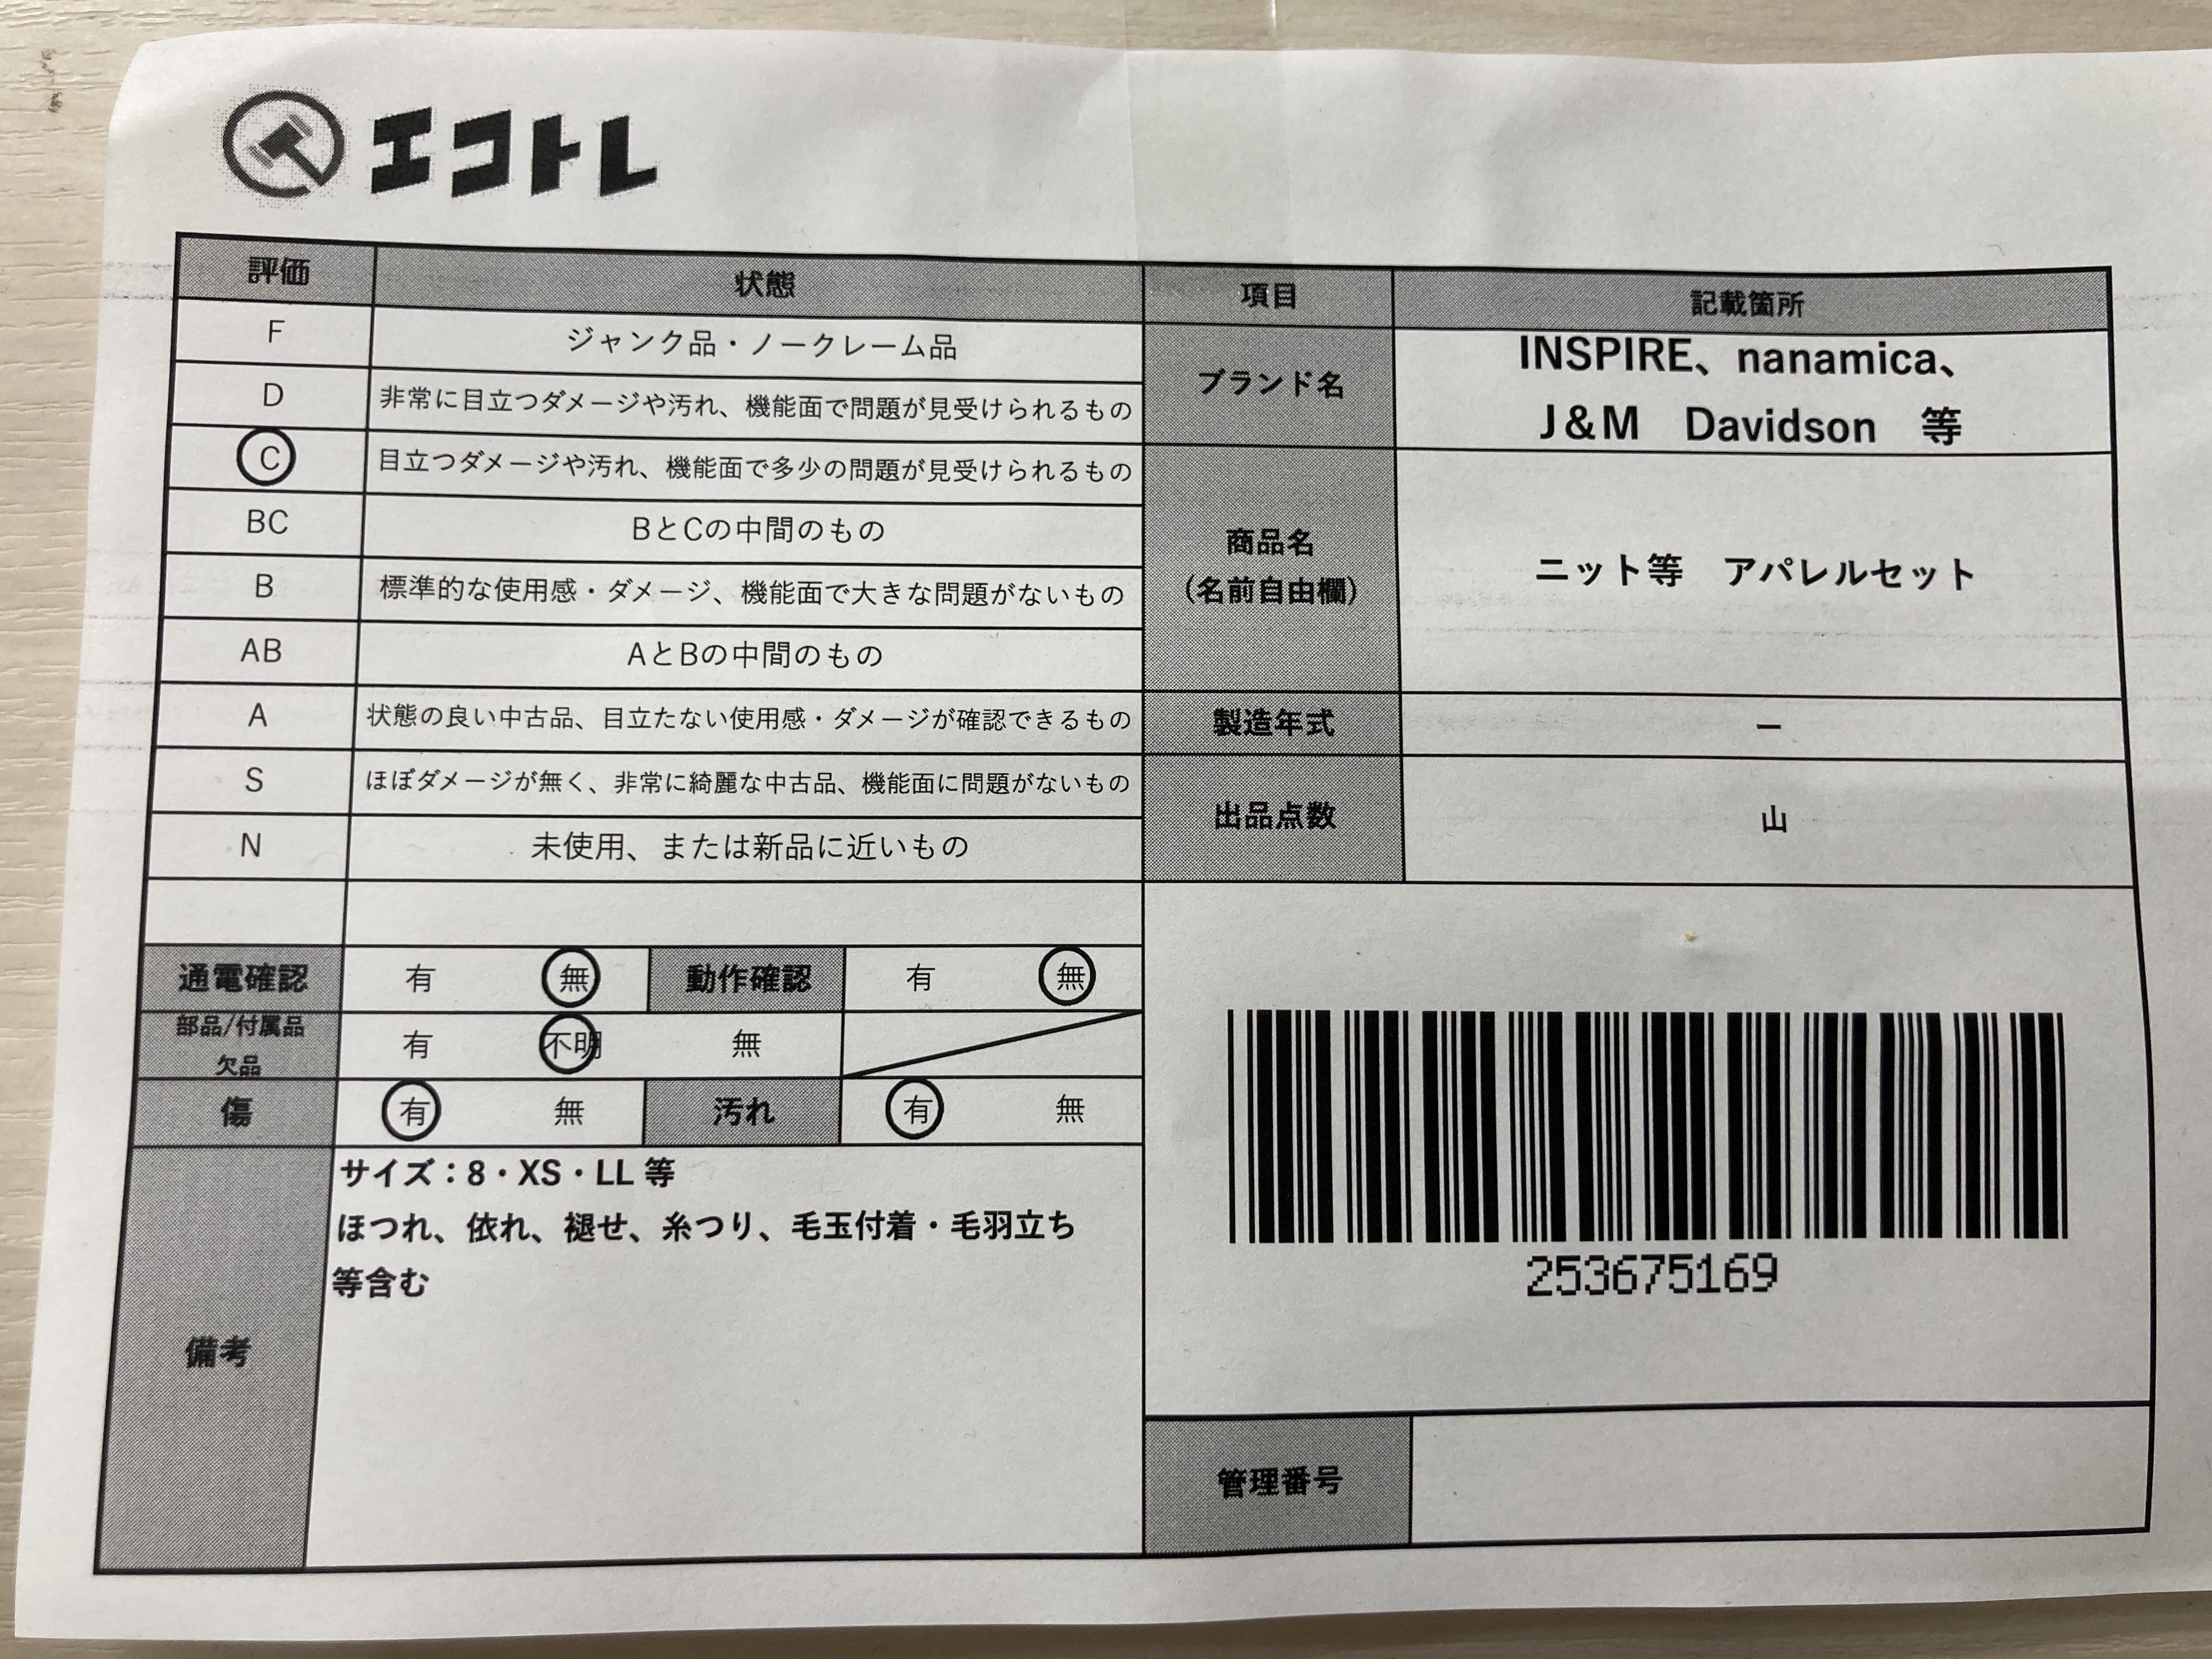 エコトレ
評価 状態
F ジャンク品・ノークレーム品
D 非常に目立つダメージや汚れ、機能面で問題が見受けられるもの
C 目立つダメージや汚れ、機能面で多少の問題が見受けられるもの
BC BとCの中間のもの
B 標準的な使用感・ダメージ、機能面で大きな問題がないもの
AB AとBの中間のもの
A 状態の良い中古品、目立たない使用感・ダメージが確認できるもの
S ほぼダメージが無く、非常に綺麗な中古品、機能面に問題がないもの
N 未使用、または新品に近いもの
通電確認 有 無 動作確認 有 無
部品/付属品
欠品 有 不明 無
傷 有 無 汚れ 有 無
備考
サイズ：8・XS・LL 等
ほつれ、依れ、褪せ、糸つり、毛玉付着・毛羽立ち
等含む
項目 記載箇所
ブランド名
INSPIRE、nanamica、
J＆M Davidson 等
商品名
（名前自由欄）
ニット等 アパレルセット
製造年式 ー
出品点数 山
253675169
管理番号